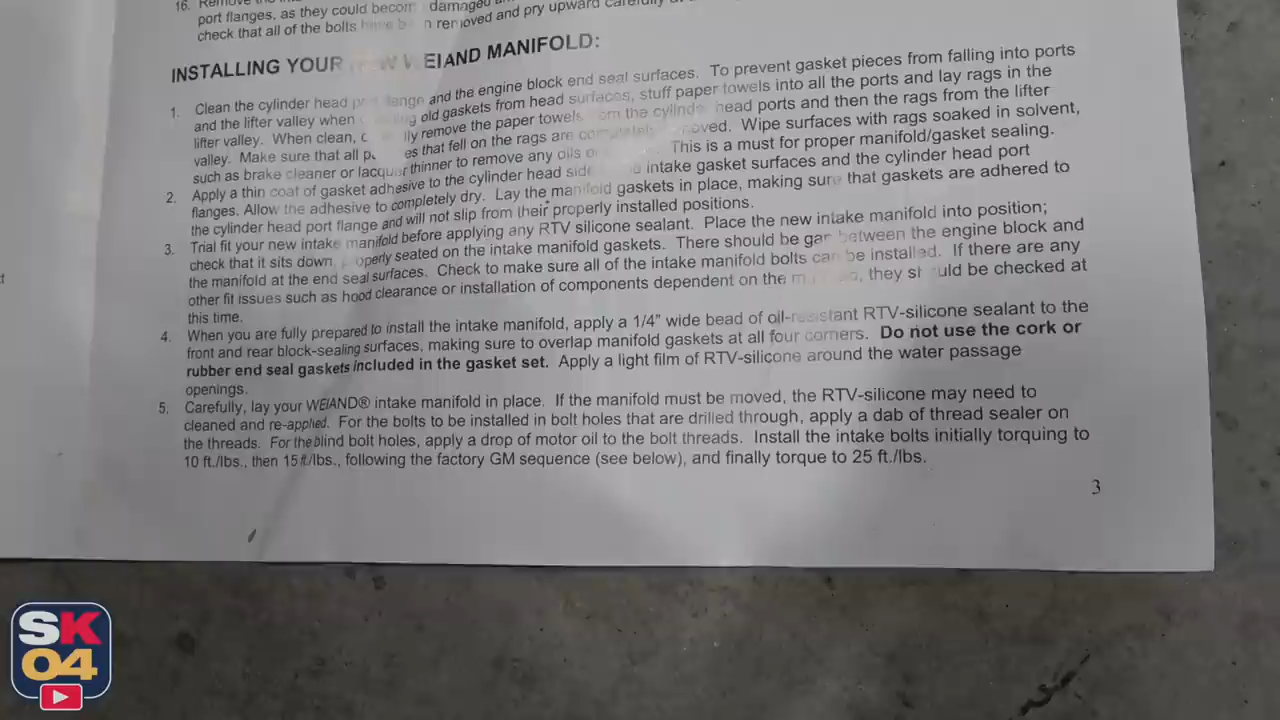 16. Remove the
port flanges, as they could become damaged
check that all of the bolts have been removed and pry upward carefully at
INSTALLING YOUR NEW WEIAND MANIFOLD:
1. Clean the cylinder head port flange and the engine block end seal surfaces. To prevent gasket pieces from falling into ports
and the lifter valley when old gaskets from head surfaces, stuff paper towels into all the ports and lay rags in the
lifter valley. When clean, remove the paper towels from the cylinder head ports and then the rags from the lifter
valley. Make sure that all that fell on the rags are completely removed. Wipe surfaces with rags soaked in solvent,
such as brake cleaner or lacquer thinner to remove any oils This is a must for proper manifold/gasket sealing.
2. Apply a thin coat of gasket adhesive to the cylinder head side intake gasket surfaces and the cylinder head port
flanges. Allow the adhesive to completely dry. Lay the manifold gaskets in place, making sure that gaskets are adhered to
the cylinder head port flange and will not slip from their properly installed positions.
3. Trial fit your new intake manifold before applying any RTV silicone sealant. Place the new intake manifold into position;
check that it sits down properly seated on the intake manifold gaskets. There should be gap between the engine block and
the manifold at the end seal surfaces. Check to make sure all of the intake manifold bolts can be installed. If there are any
other fit issues such as hood clearance or installation of components dependent on the they should be checked at
this time.
4. When you are fully prepared to install the intake manifold, apply a 1/4" wide bead of oil-resistant RTV-silicone sealant to the
front and rear block-sealing surfaces, making sure to overlap manifold gaskets at all four corners. Do not use the cork or
rubber end seal gaskets included in the gasket set. Apply a light film of RTV-silicone around the water passage
openings.
5. Carefully, lay your WEIAND® intake manifold in place. If the manifold must be moved, the RTV-silicone may need to
cleaned and re-applied. For the bolts to be installed in bolt holes that are drilled through, apply a dab of thread sealer on
the threads. For the blind bolt holes, apply a drop of motor oil to the bolt threads. Install the intake bolts initially torquing to
10 ft./lbs., then 15 ft/lbs., following the factory GM sequence (see below), and finally torque to 25 ft./lbs.
3
SK
04